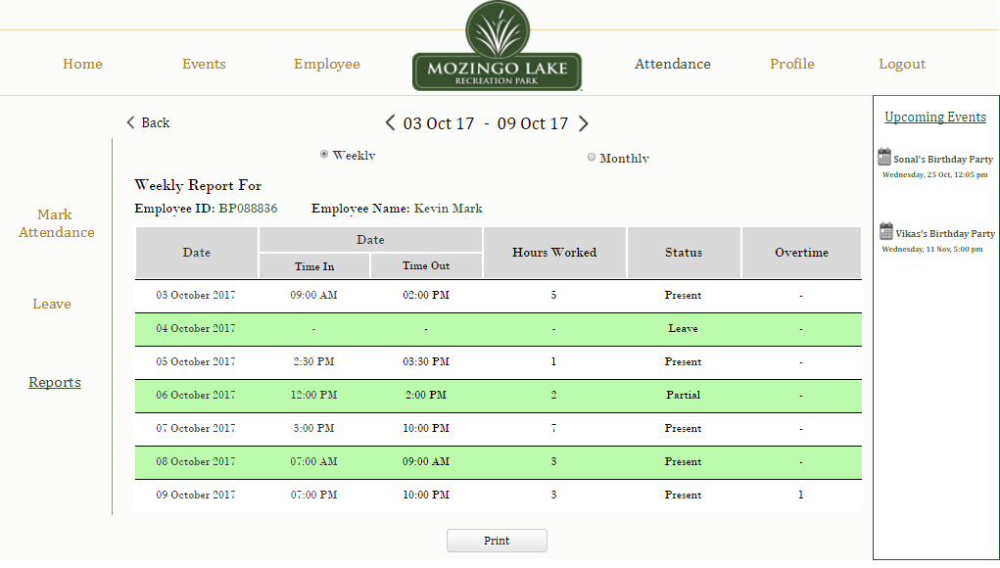 MOZINGO LAKE
RECREATION PARK
Home Events Employee Attendance Profile Logout
Back
03 Oct 17 - 09 Oct 17
Weekly Monthly
Weekly Report For
Employee ID: BP088836 Employee Name: Kevin Mark
Mark
Attendance
Leave
Reports
Date Date Hours Worked Status Overtime
Time In Time Out
03 October 2017 09:00 AM 02:00 PM 5 Present -
04 October 2017 - - - Leave -
05 October 2017 2:30 PM 03:30 PM 1 Present -
06 October 2017 12:00 PM 2:00 PM 2 Partial -
07 October 2017 3:00 PM 10:00 PM 7 Present -
08 October 2017 07:00 AM 09:00 AM 3 Present -
09 October 2017 07:00 PM 10:00 PM 3 Present 1
Print
Upcoming Events
Sonal's Birthday Party
Wednesday, 25 Oct, 12:05 pm
Vikas's Birthday Party
Wednesday, 11 Nov, 5:00 pm